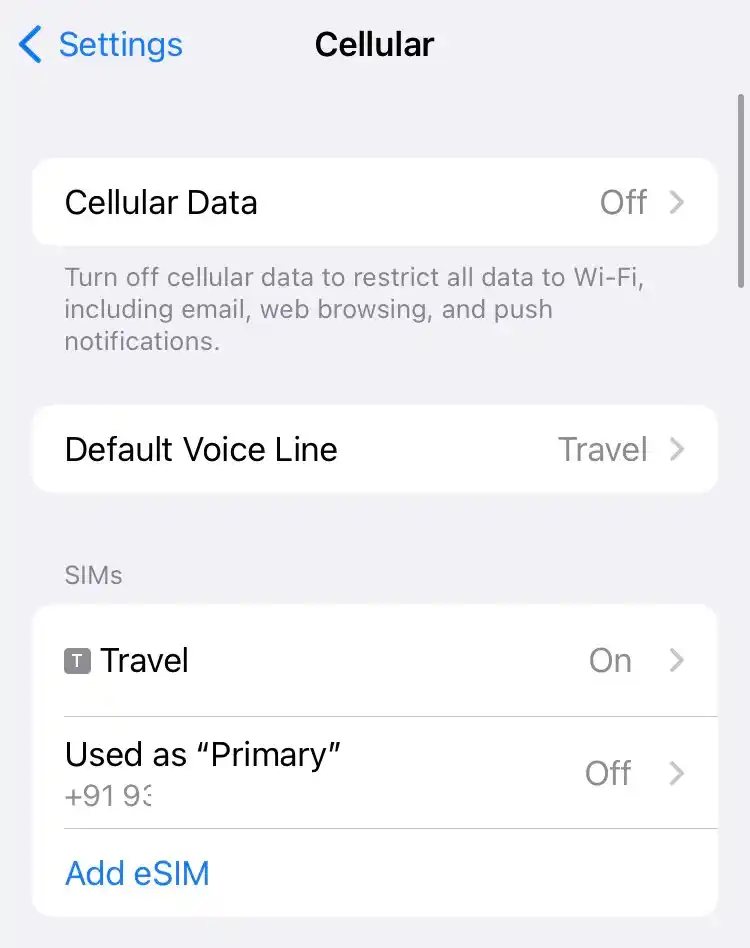 Settings
Cellular
Cellular Data Off
Turn off cellular data to restrict all data to Wi-Fi,
including email, web browsing, and push
notifications.
Default Voice Line Travel
SIMs
T Travel On
Used as “Primary” Off
+91 93
Add eSIM